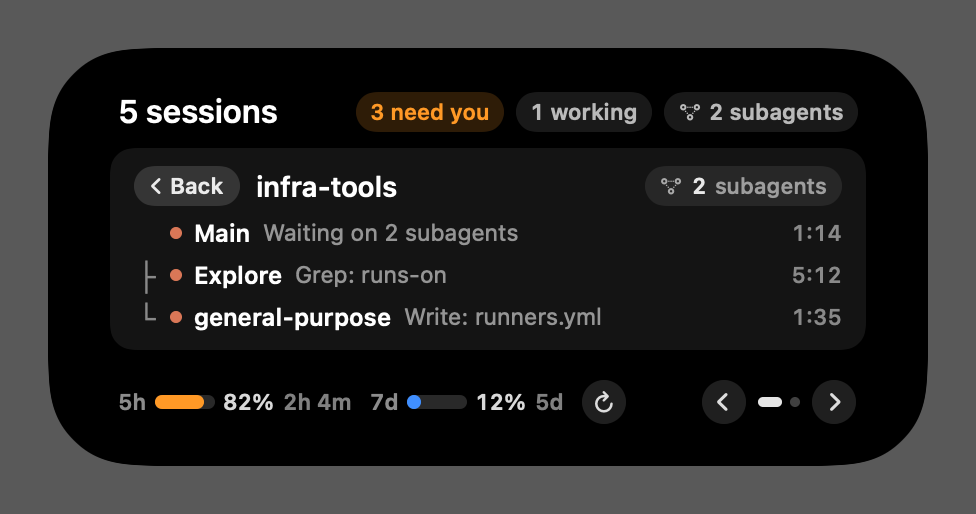 5 sessions 3 need you 1 working 2 subagents
Back infra-tools 2 subagents
Main Waiting on 2 subagents 1:14
Explore Grep: runs-on 5:12
general-purpose Write: runners.yml 1:35
5h 82% 2h 4m 7d 12% 5d